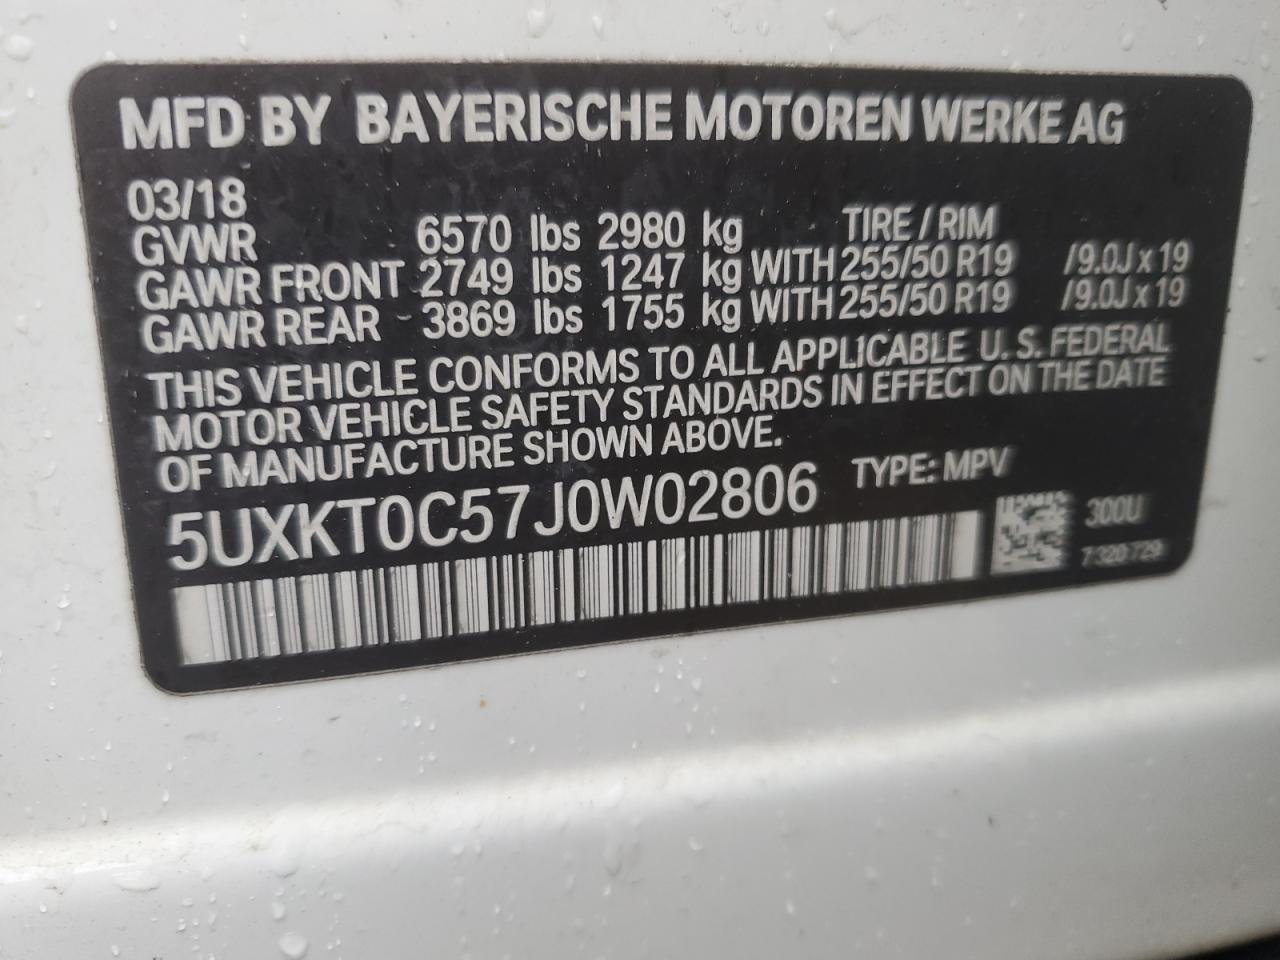 MFD BY BAYERISCHE MOTOREN WERKE AG
03/18
GVWR 6570 lbs 2980 kg TIRE / RIM
GAWR FRONT 2749 lbs 1247 kg WITH 255/50 R19 /9.0J x 19
GAWR REAR 3869 lbs 1755 kg WITH 255/50 R19 /9.0J x 19
THIS VEHICLE CONFORMS TO ALL APPLICABLE U. S. FEDERAL
MOTOR VEHICLE SAFETY STANDARDS IN EFFECT ON THE DATE
OF MANUFACTURE SHOWN ABOVE.
5UXKT0C57J0W02806 TYPE: MPV
300U
7 320 729